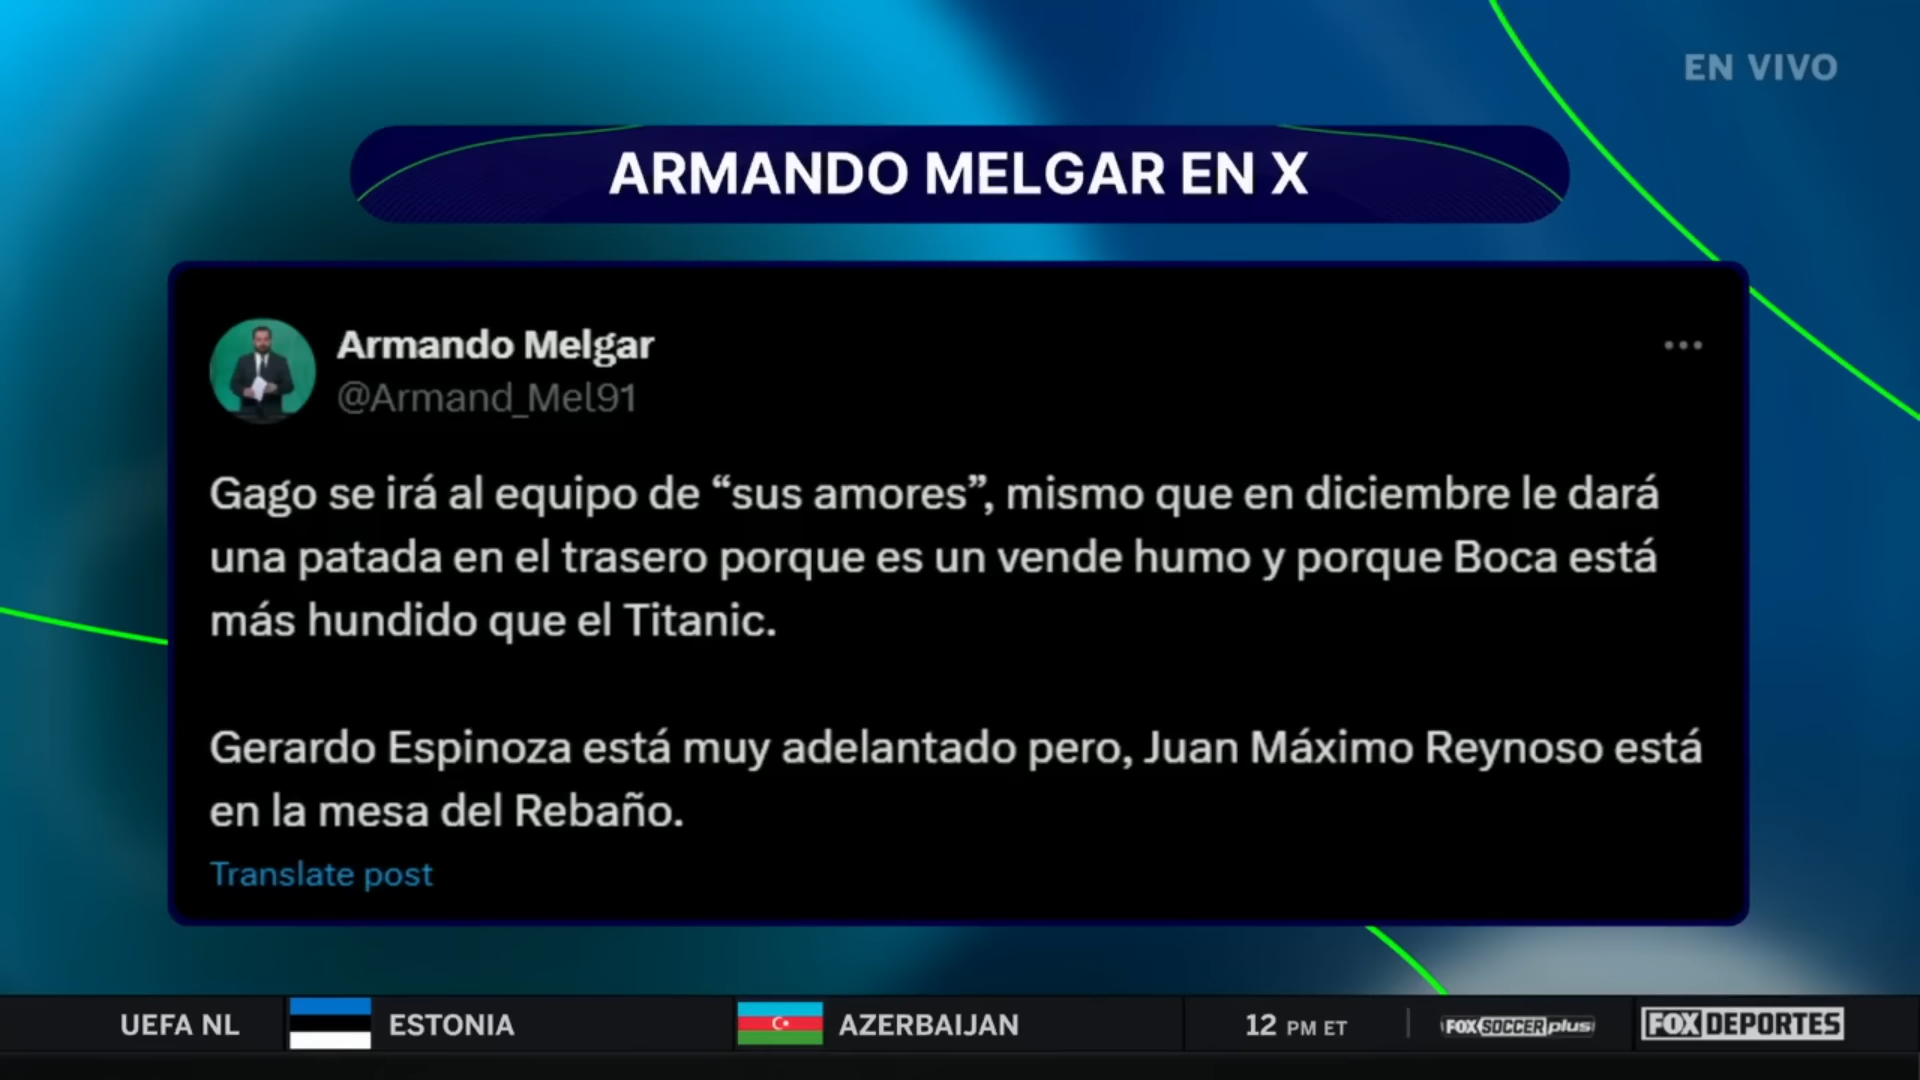 EN VIVO
ARMANDO MELGAR EN X
Armando Melgar
@Armand_Mel91
Gago se irá al equipo de “sus amores”, mismo que en diciembre le dará
una patada en el trasero porque es un vende humo y porque Boca está
más hundido que el Titanic.
Gerardo Espinoza está muy adelantado pero, Juan Máximo Reynoso está
en la mesa del Rebaño.
Translate post
UEFA NL ESTONIA AZERBAIJAN 12 PM ET FOX SOCCER plus FOX DEPORTES